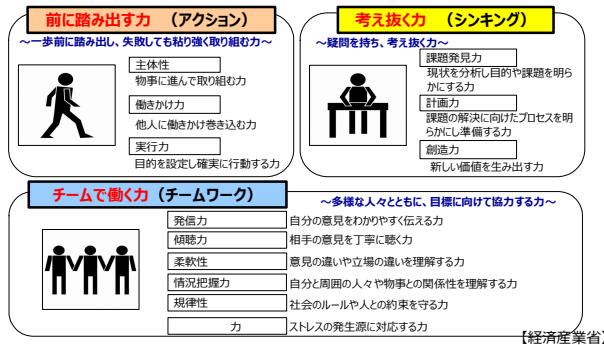 前に踏み出す力 (アクション)
～一歩前に踏み出し、失敗しても粘り強く取り組む力～
主体性
物事に進んで取り組む力
働きかけ力
他人に働きかけ巻き込む力
実行力
目的を設定し確実に行動する力
考え抜く力 (シンキング)
～疑問を持ち、考え抜く力～
課題発見力
現状を分析し目的や課題を明ら
かにする力
計画力
課題の解決に向けたプロセスを明
らかにし準備する力
創造力
新しい価値を生み出す力
チームで働く力 (チームワーク)
～多様な人々とともに、目標に向けて協力する力～
発信力 自分の意見をわかりやすく伝える力
傾聴力 相手の意見を丁寧に聴く力
柔軟性 意見の違いや立場の違いを理解する力
情況把握力 自分と周囲の人々や物事との関係性を理解する力
規律性 社会のルールや人との約束を守る力
力 ストレスの発生源に対応する力
【経済産業省】